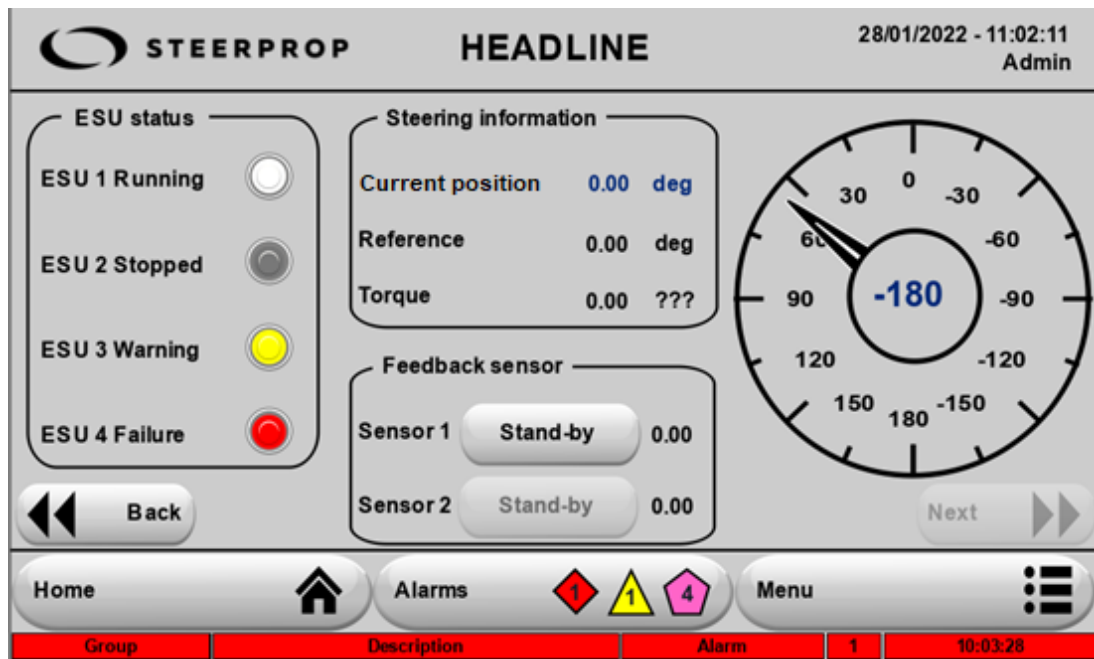 STEERPROP
HEADLINE
28/01/2022 - 11:02:11
Admin
ESU status
ESU 1 Running
ESU 2 Stopped
ESU 3 Warning
ESU 4 Failure
Steering information
Current position 0.00 deg
Reference 0.00 deg
Torque 0.00 ???
Feedback sensor
Sensor 1 Stand-by 0.00
Sensor 2 Stand-by 0.00
0
30 -30
60 -60
90 -180 -90
120 -120
150 -150
180
Back
Next
Home
Alarms 1 1 4
Menu
Group Description Alarm 1 10:03:28